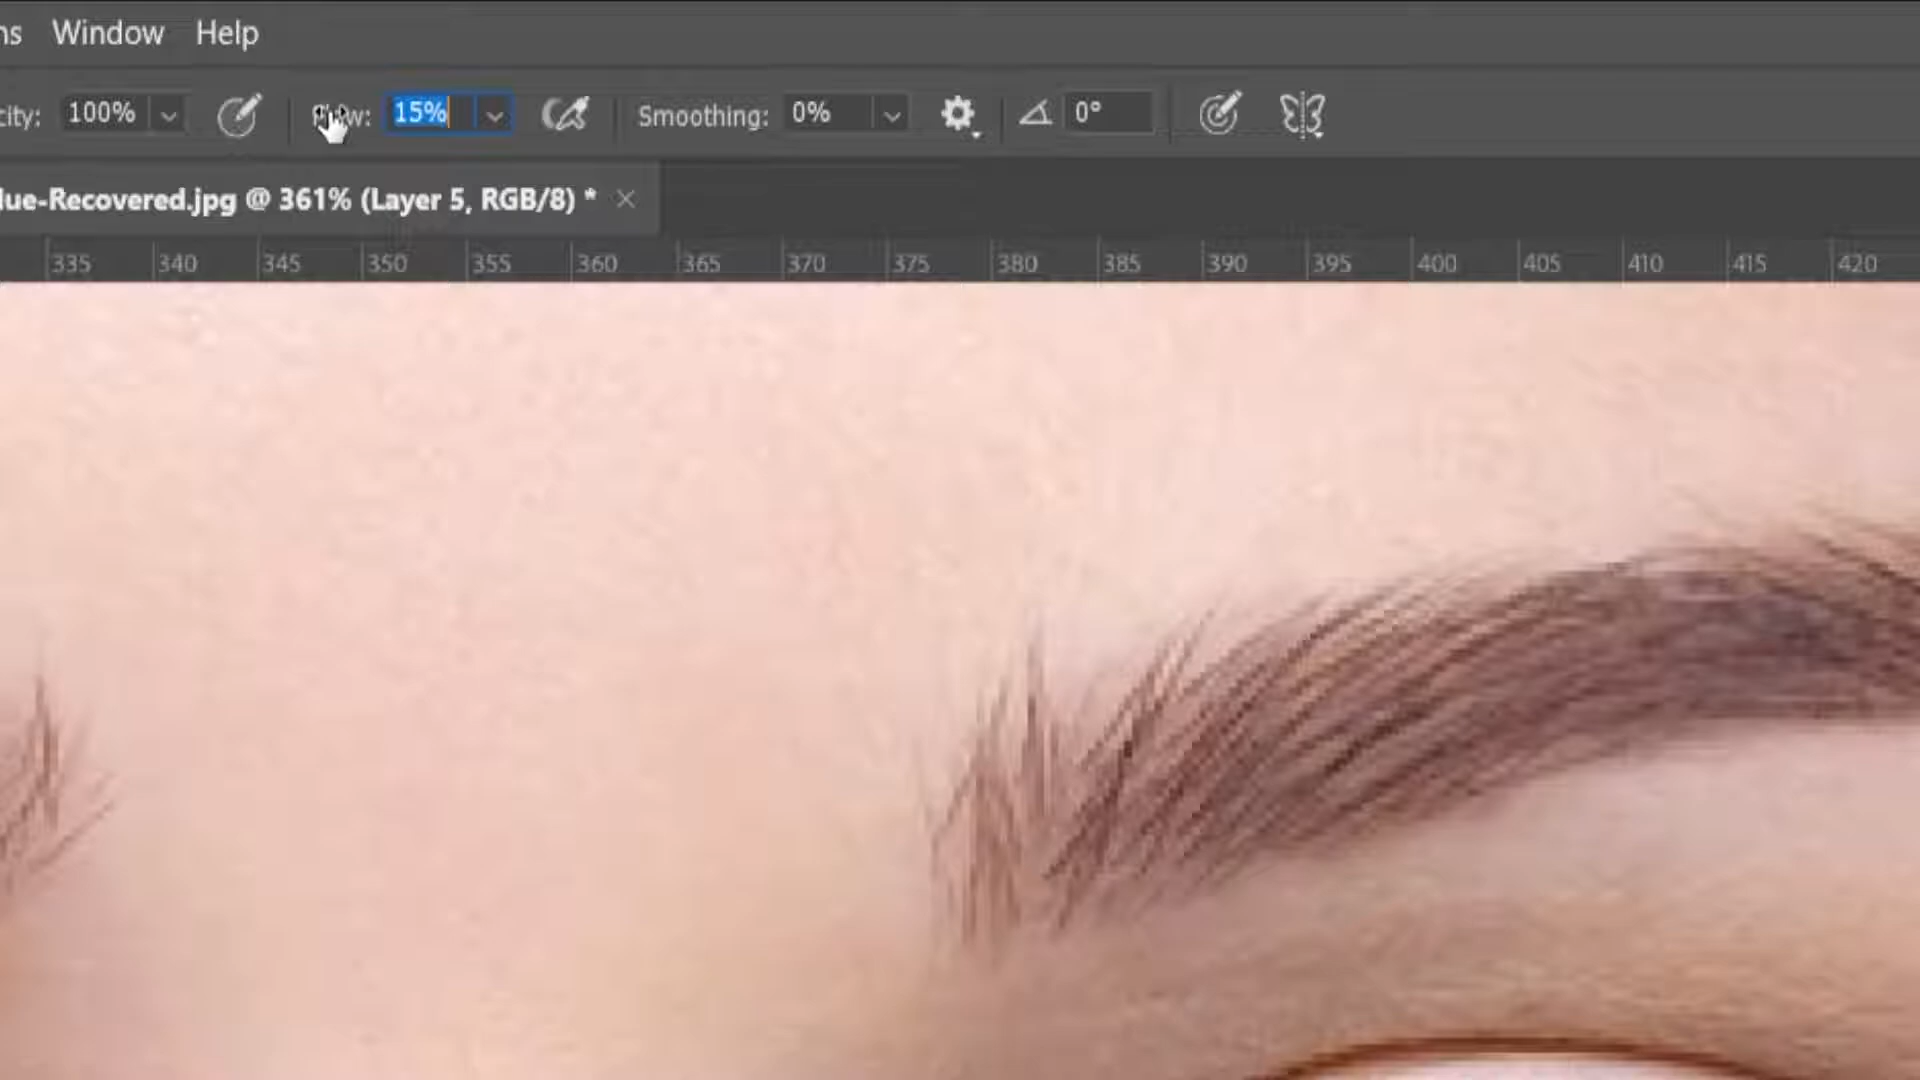 ns Window Help
city: 100% Flow: 15% Smoothing: 0% 0°
lue-Recovered.jpg @ 361% (Layer 5, RGB/8) * ×
335 340 345 350 355 360 365 370 375 380 385 390 395 400 405 410 415 420